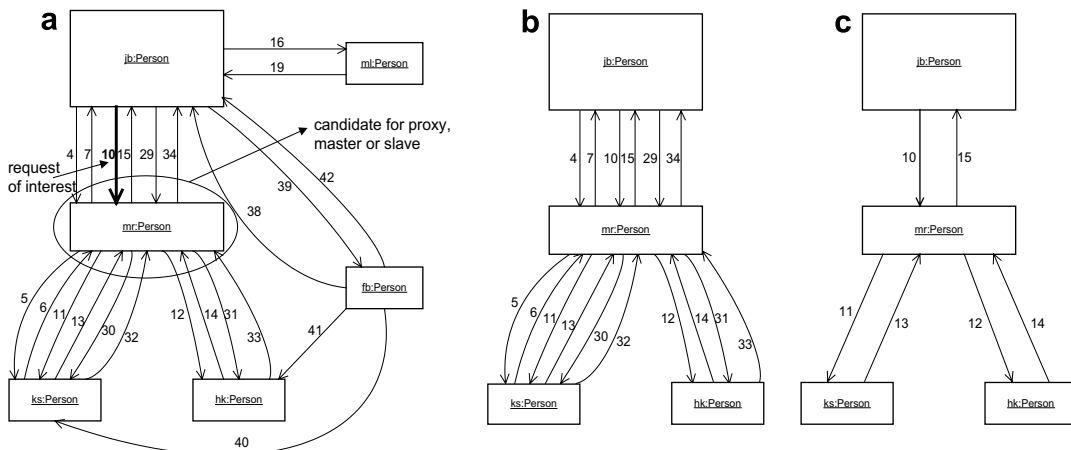 a
jb:Person
16
19
ml:Person
candidate for proxy,
master or slave
4
7
10
15
29
34
request
of interest
39
42
38
mr:Person
fb:Person
5
6
11
13
30
32
12
14
31
33
41
ks:Person
hk:Person
40
b
jb:Person
4
7
10
15
29
34
mr:Person
5
6
11
13
30
32
12
14
31
33
ks:Person
hk:Person
c
jb:Person
10
15
mr:Person
11
13
12
14
ks:Person
hk:Person